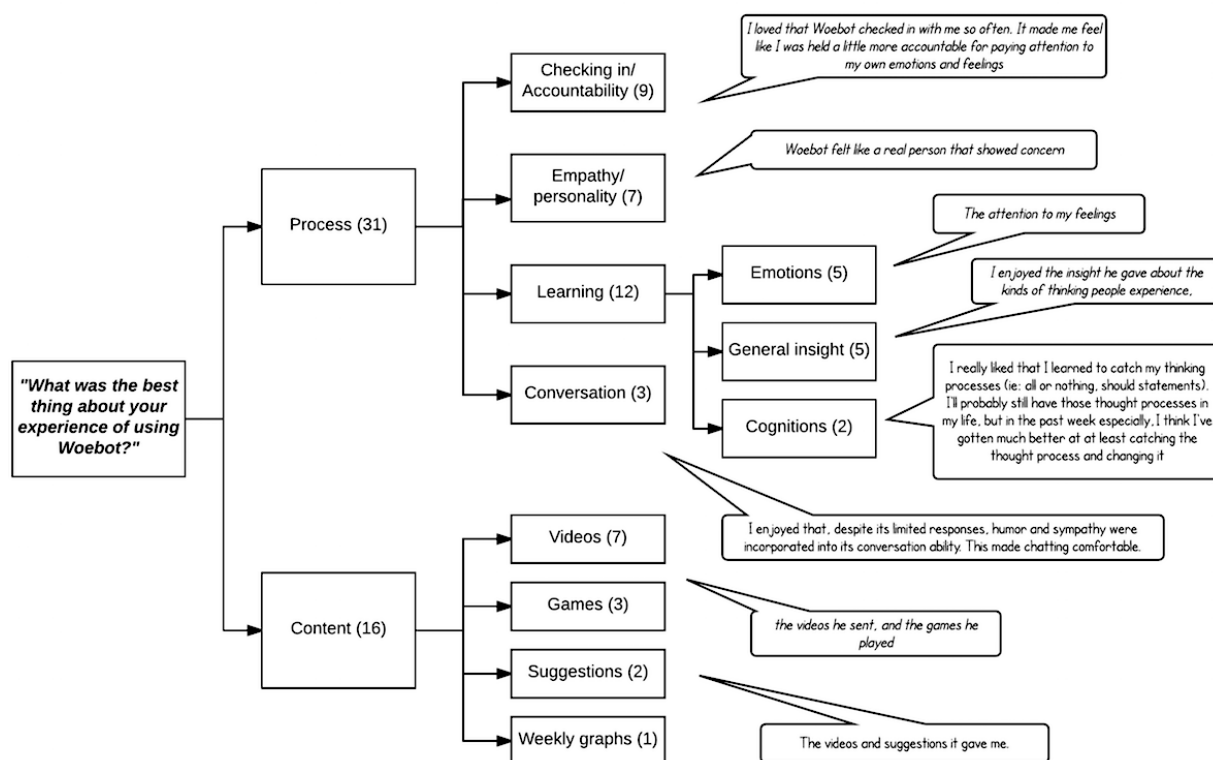 "What was the best
thing about your
experience of using
Woebot?"
Process (31)
Checking in/
Accountability (9)
I loved that Woebot checked in with me so often. It made me feel
like I was held a little more accountable for paying attention to
my own emotions and feelings
Empathy/
personality (7)
Woebot felt like a real person that showed concern
Learning (12)
Emotions (5)
The attention to my feelings
General insight (5)
I enjoyed the insight he gave about the
kinds of thinking people experience,
Cognitions (2)
I really liked that I learned to catch my thinking
processes (ie: all or nothing, should statements).
I'll probably still have those thought processes in
my life, but in the past week especially, I think I've
gotten much better at at least catching the
thought process and changing it
Conversation (3)
I enjoyed that, despite its limited responses, humor and sympathy were
incorporated into its conversation ability. This made chatting comfortable.
Content (16)
Videos (7)
Games (3)
the videos he sent, and the games he
played
Suggestions (2)
The videos and suggestions it gave me.
Weekly graphs (1)